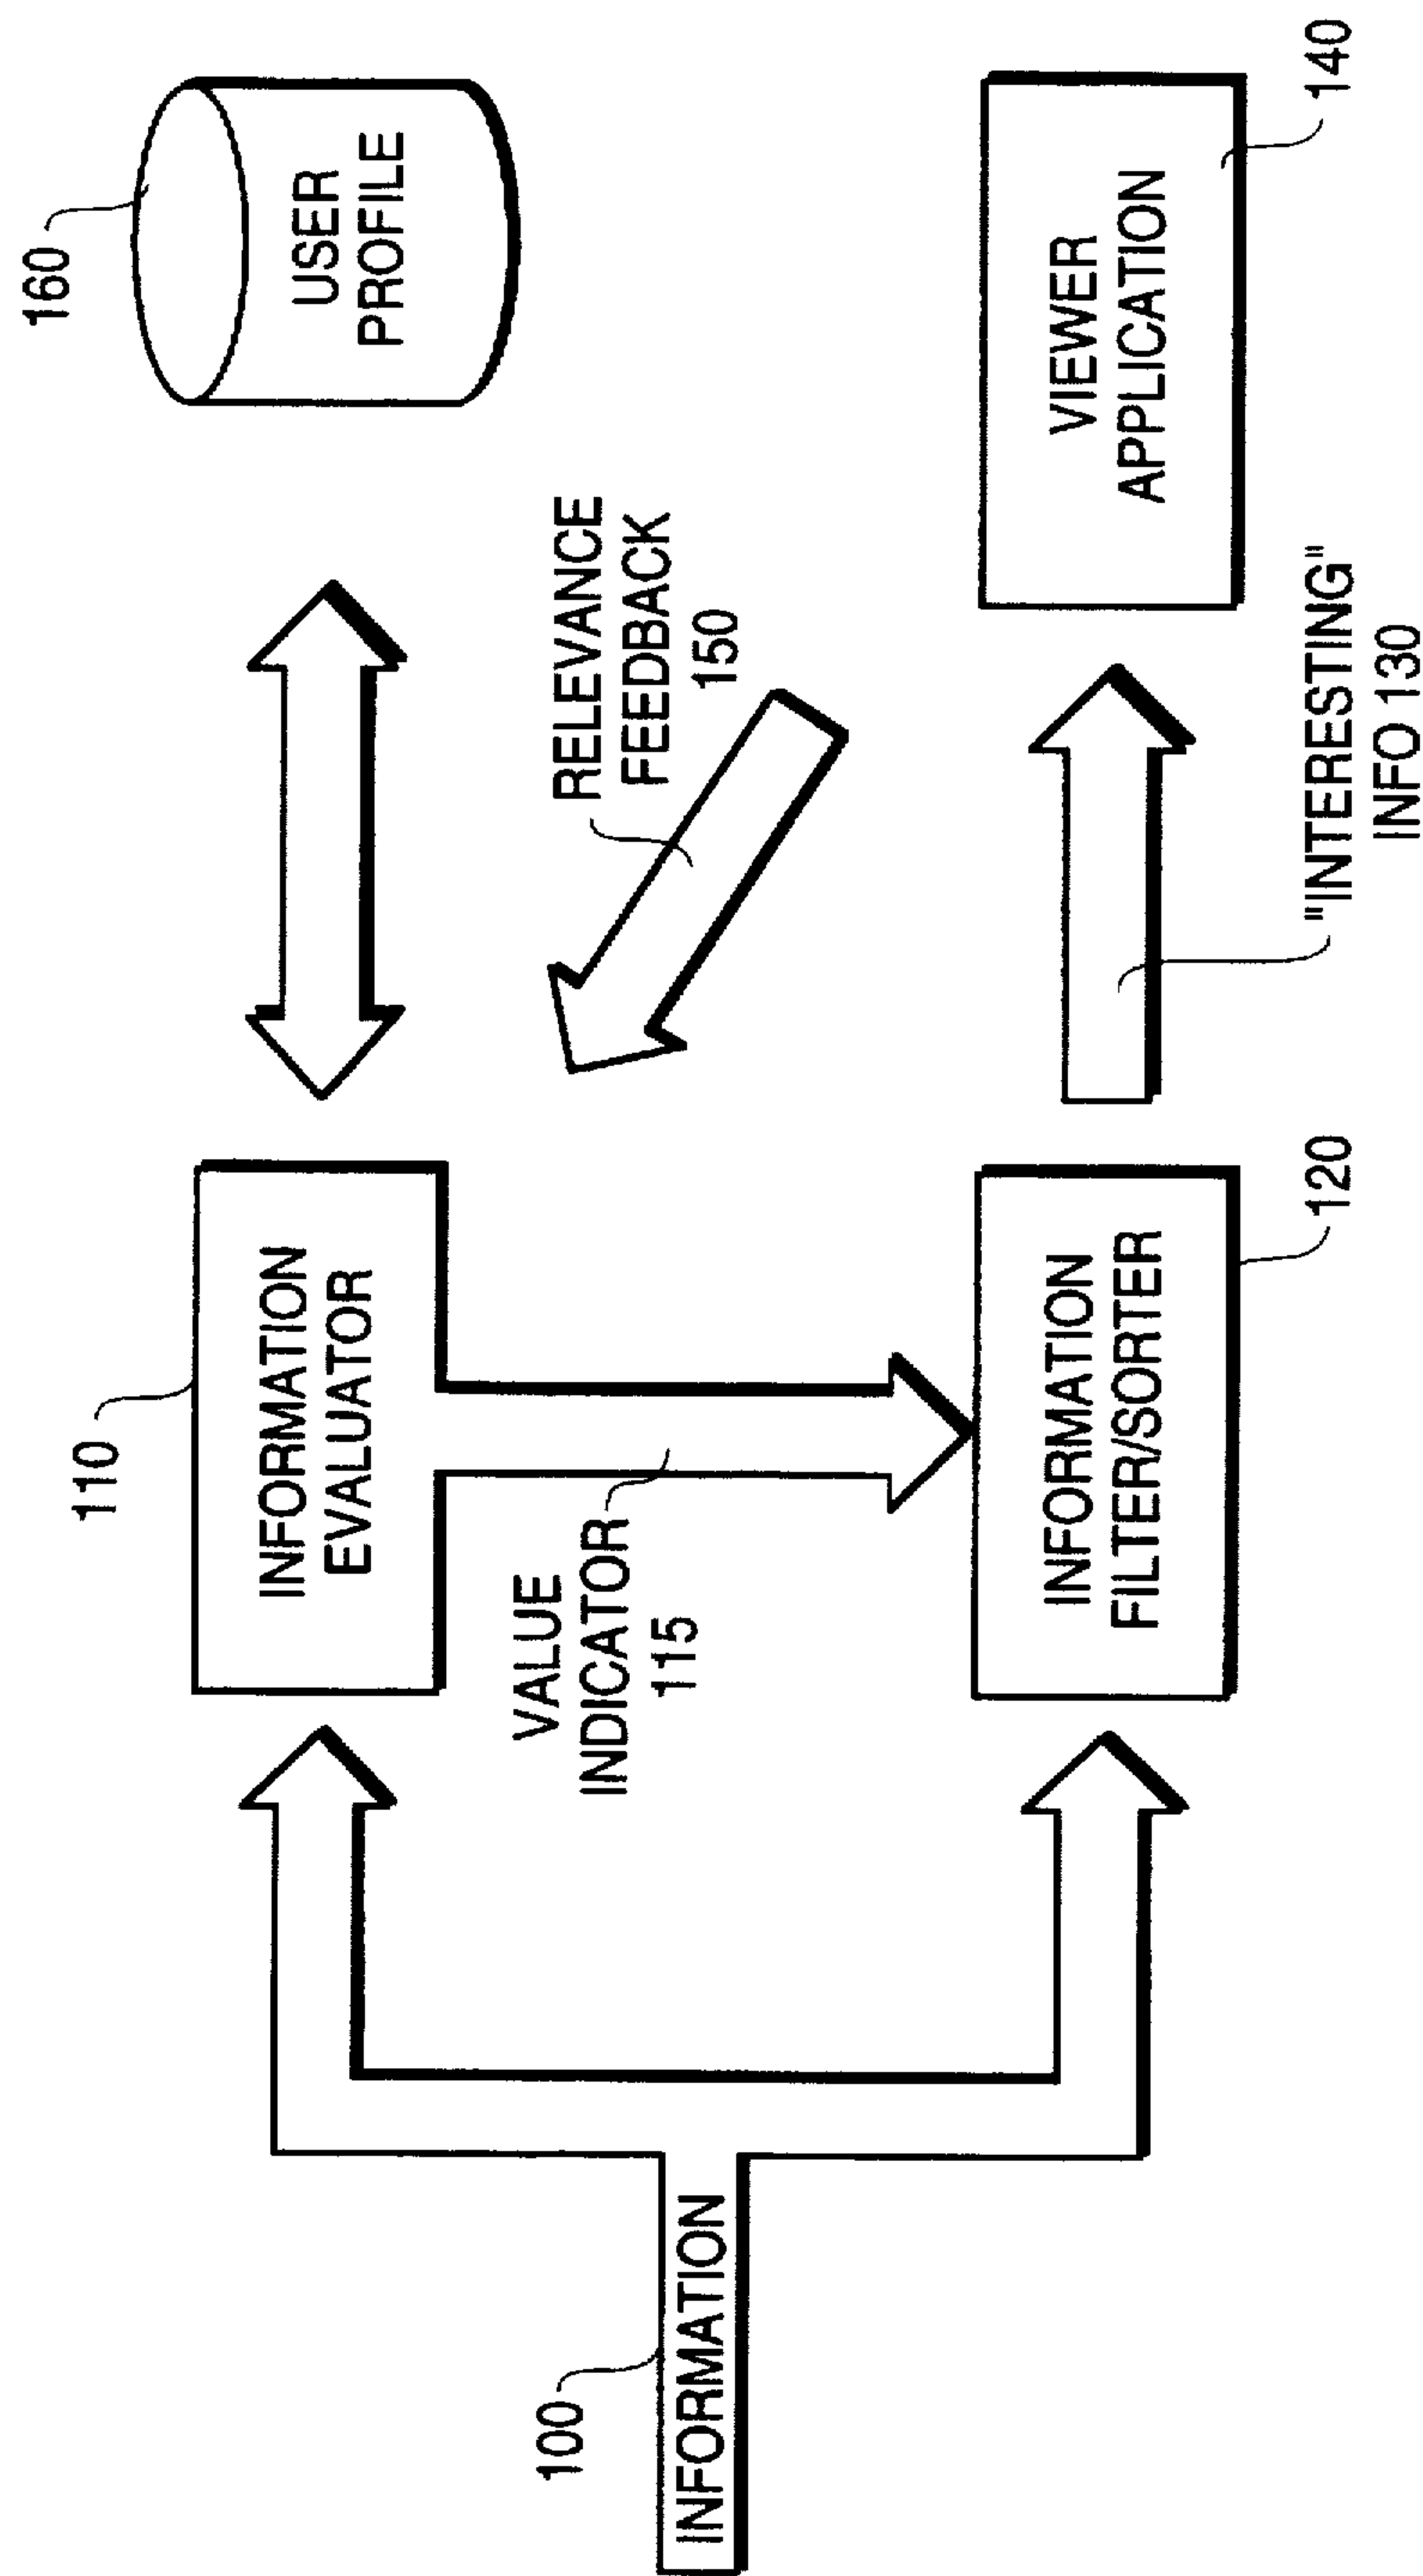 100
INFORMATION
110
INFORMATION
EVALUATOR
VALUE
INDICATOR
115
INFORMATION
FILTER/SORTER
120
160
USER
PROFILE
RELEVANCE
FEEDBACK
150
"INTERESTING"
INFO 130
VIEWER
APPLICATION
140